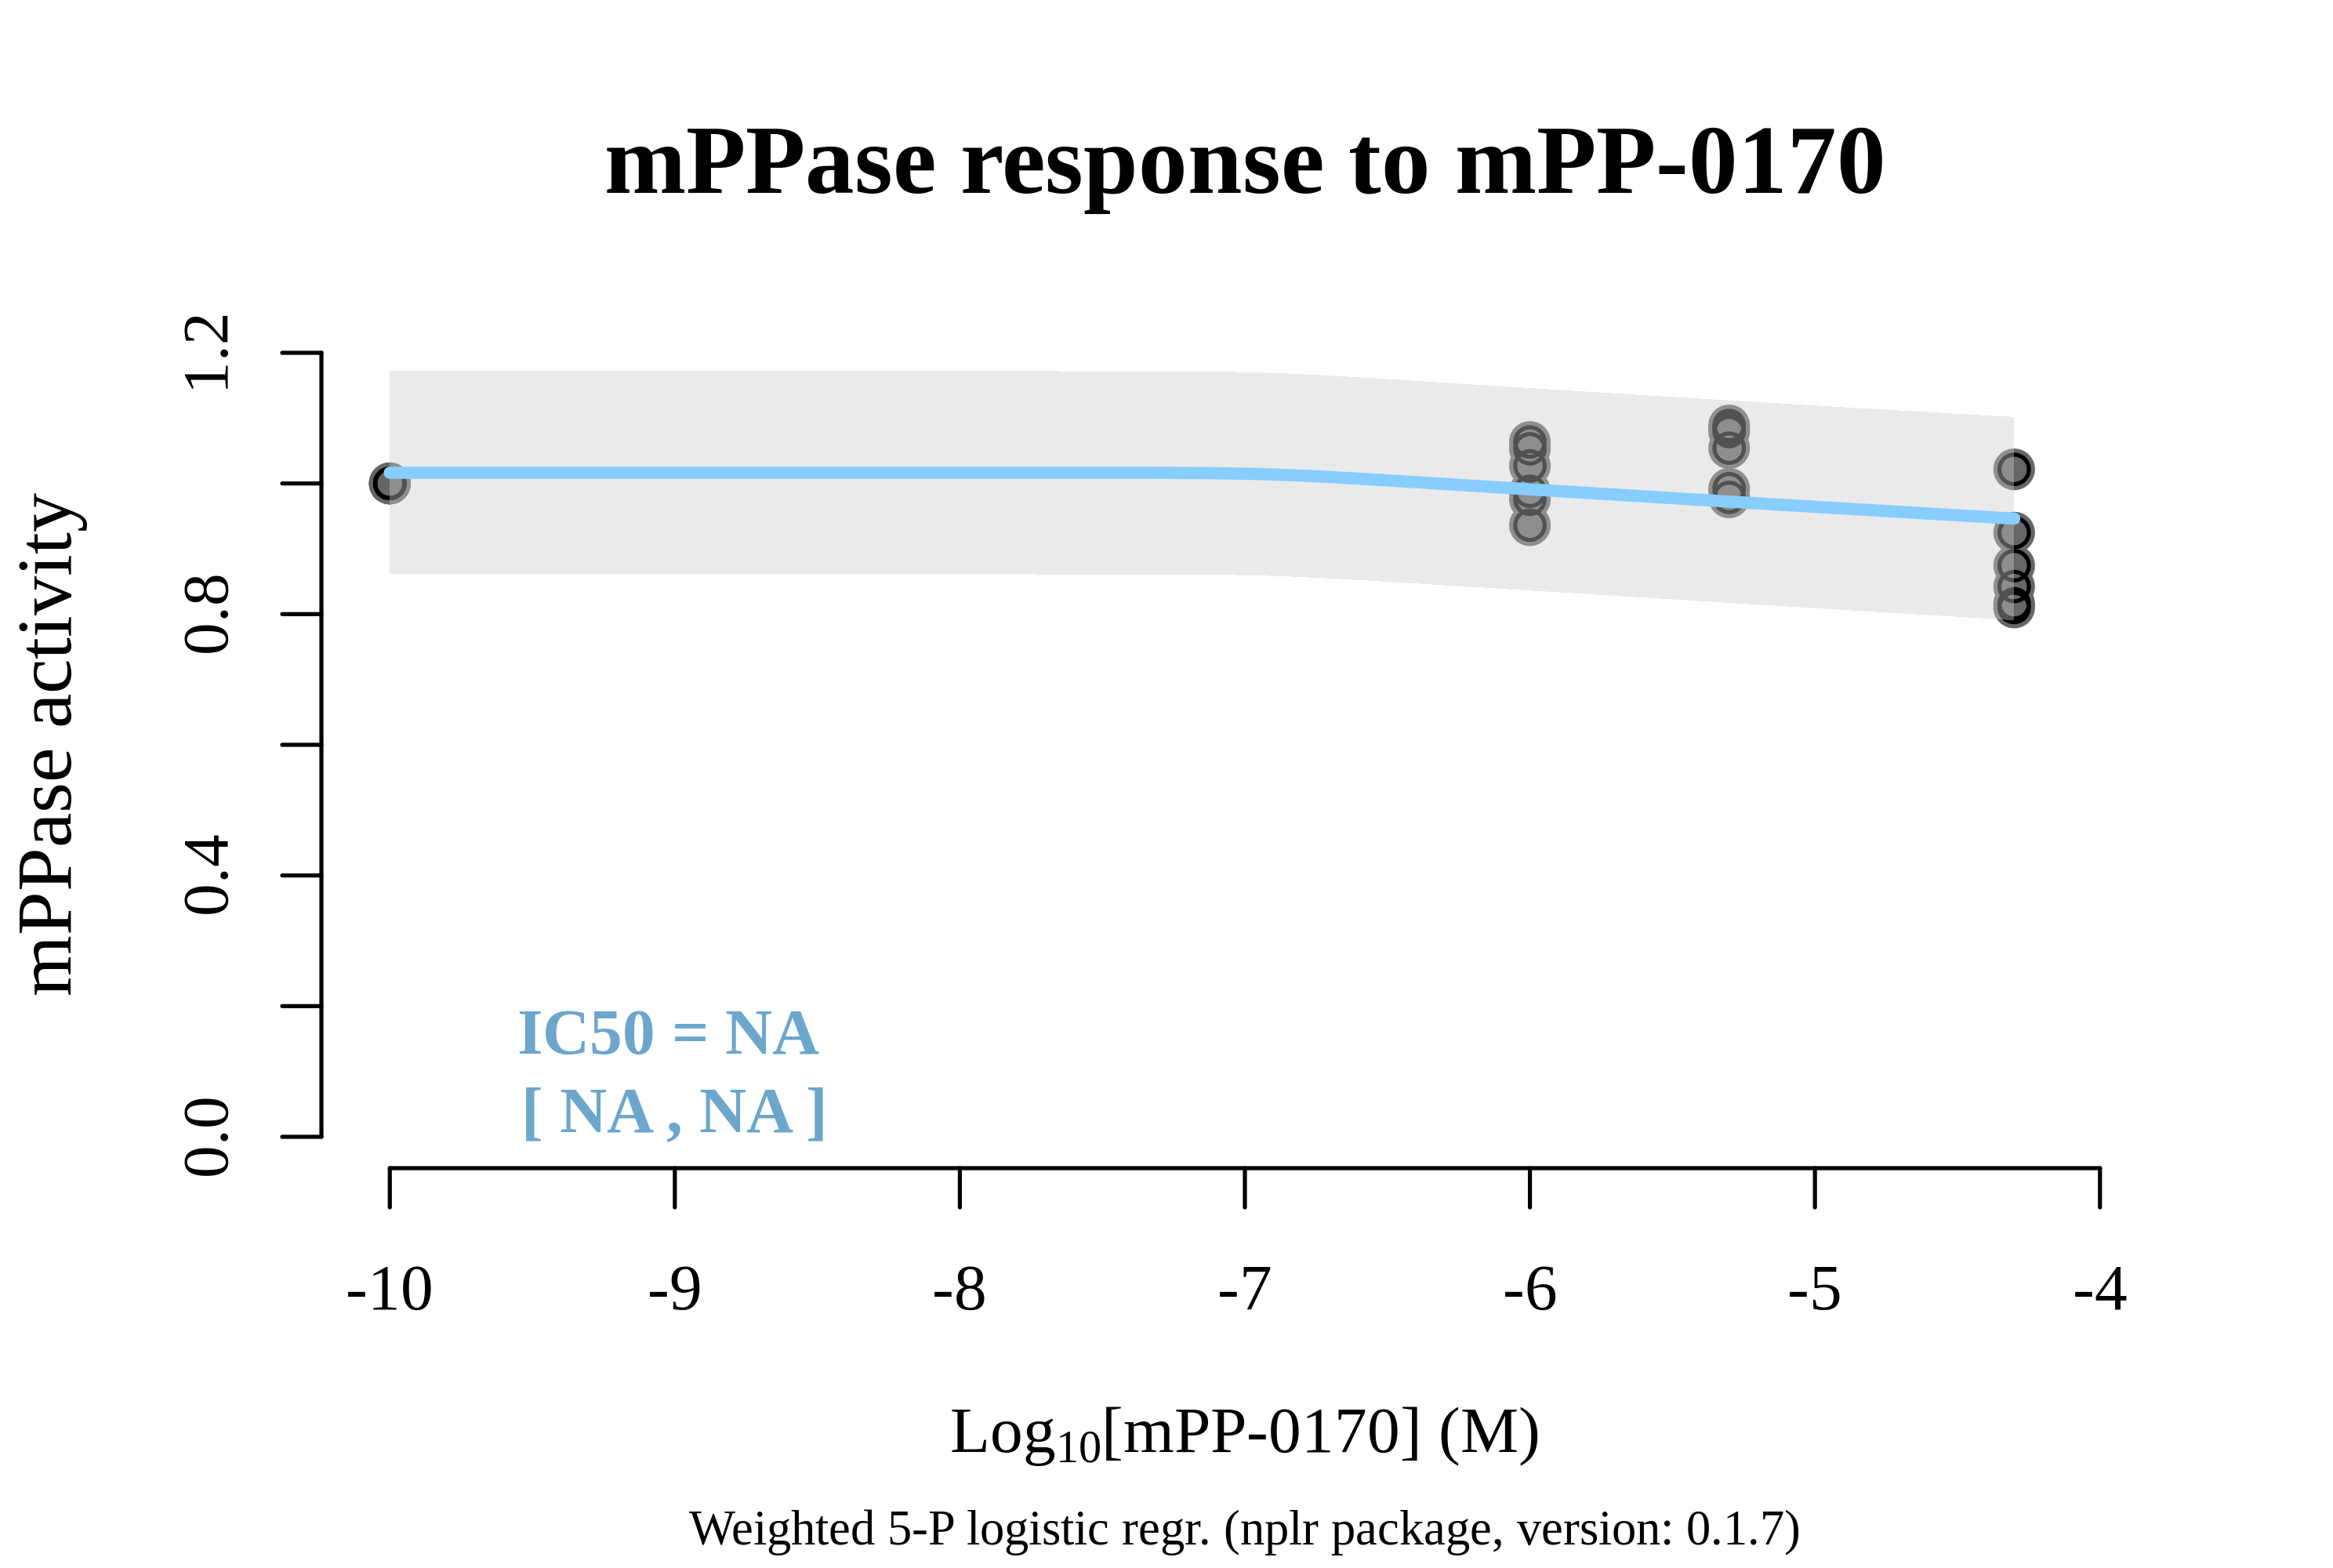 mPPase response to mPP-0170
mPPase activity
1.2
0.8
0.4
0.0
IC50 = NA
[ NA , NA ]
-10 -9 -8 -7 -6 -5 -4
Log10[mPP-0170] (M)
Weighted 5-P logistic regr. (nplr package, version: 0.1.7)